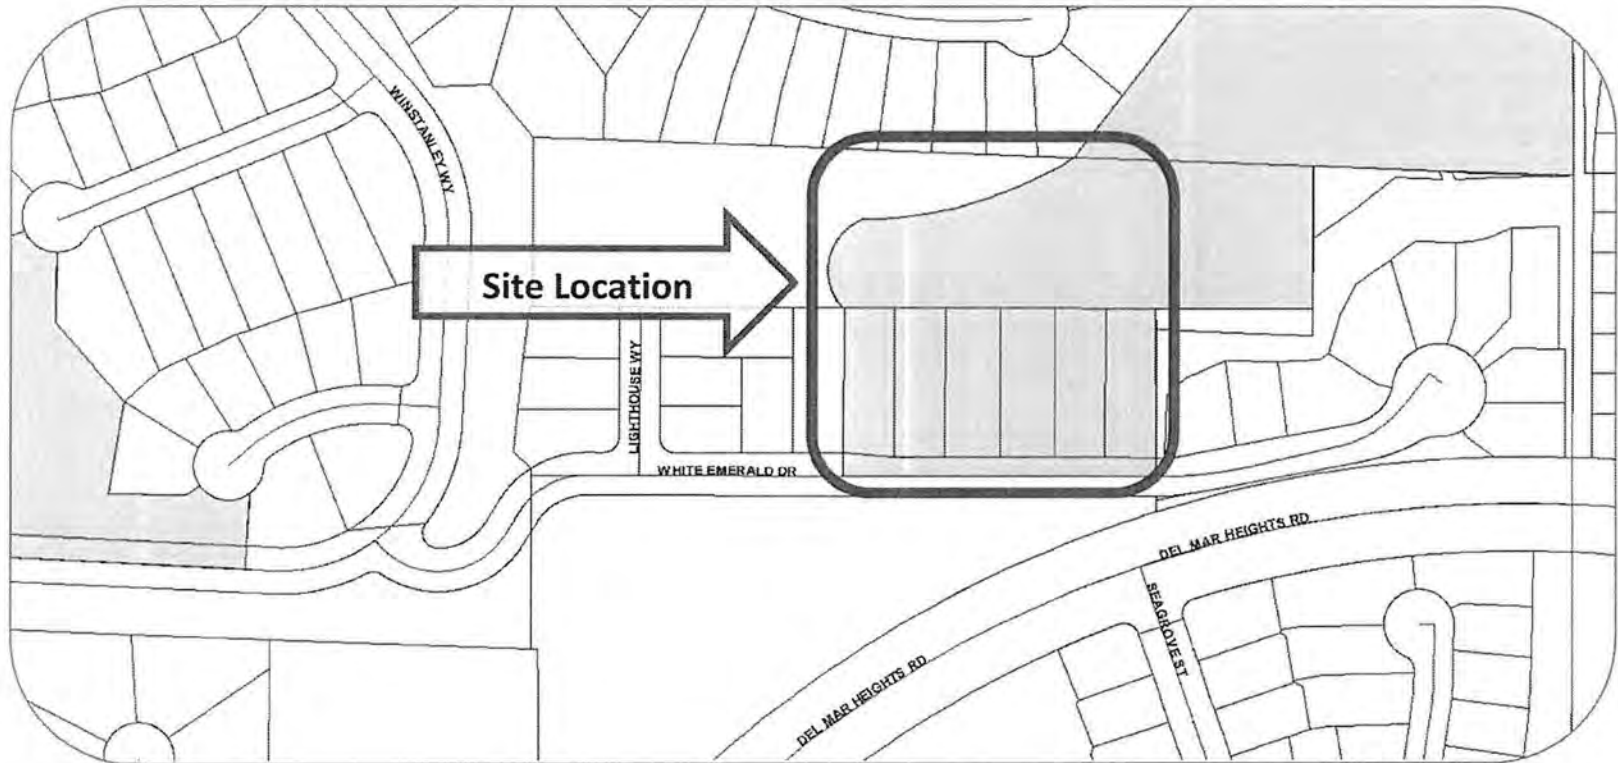 WINSTANLEY WY
Site Location
LIGHTHOUSE WY
WHITE EMERALD DR
DEL MAR HEIGHTS RD
SEAGROVE ST
DEL MAR HEIGHTS RD